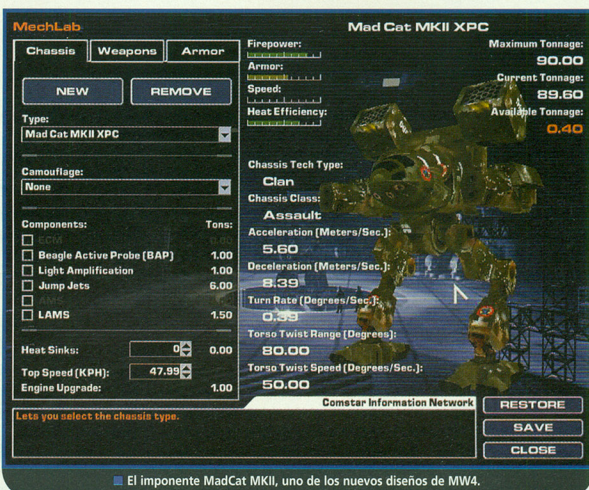 MechLab
Mad Cat MKII XPC
Chassis
Weapons
Armor
NEW
REMOVE
Type:
Mad Cat MKII XPC
Camouflage:
None
Components: Tons:
ECM
Beagle Active Probe (BAP) 1.00
Light Amplification 1.00
Jump Jets 6.00
AMS
LAMS 1.50
Heat Sinks: 0 0.00
Top Speed (KPH): 47.99
Engine Upgrade: 1.00
Firepower:
Armor:
Speed:
Heat Efficiency:
Maximum Tonnage:
90.00
Current Tonnage:
89.60
Available Tonnage:
0.40
Chassis Tech Type:
Clan
Chassis Class:
Assault
Acceleration (Meters/Sec.):
5.60
Deceleration (Meters/Sec.):
8.39
Turn Rate (Degrees/Sec.):
0.39
Torso Twist Range (Degrees):
80.00
Torso Twist Speed (Degrees/Sec.):
50.00
Comstar Information Network
Lets you select the chassis type.
RESTORE
SAVE
CLOSE
El imponente MadCat MKII, uno de los nuevos diseños de MW4.